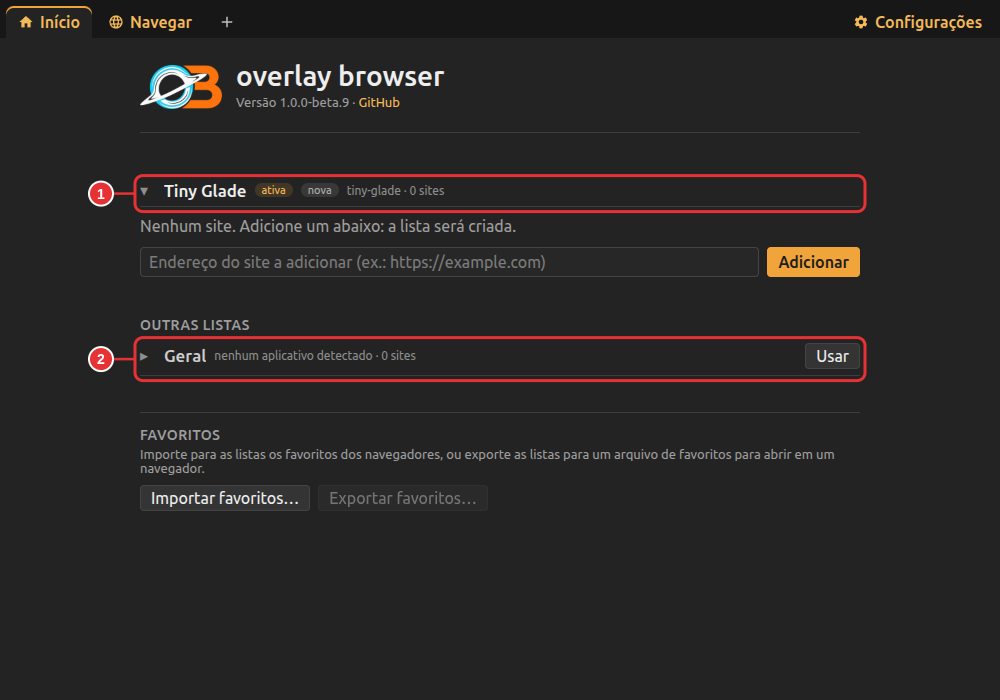 Início Navegar + Configurações
overlay browser
Versão 1.0.0-beta.9 · GitHub
1 Tiny Glade ativa nova tiny-glade · 0 sites
Nenhum site. Adicione um abaixo: a lista será criada.
Endereço do site a adicionar (ex.: https://example.com) Adicionar
OUTRAS LISTAS
2 Geral nenhum aplicativo detectado · 0 sites Usar
FAVORITOS
Importe para as listas os favoritos dos navegadores, ou exporte as listas para um arquivo de favoritos para abrir em um
navegador.
Importar favoritos... Exportar favoritos...